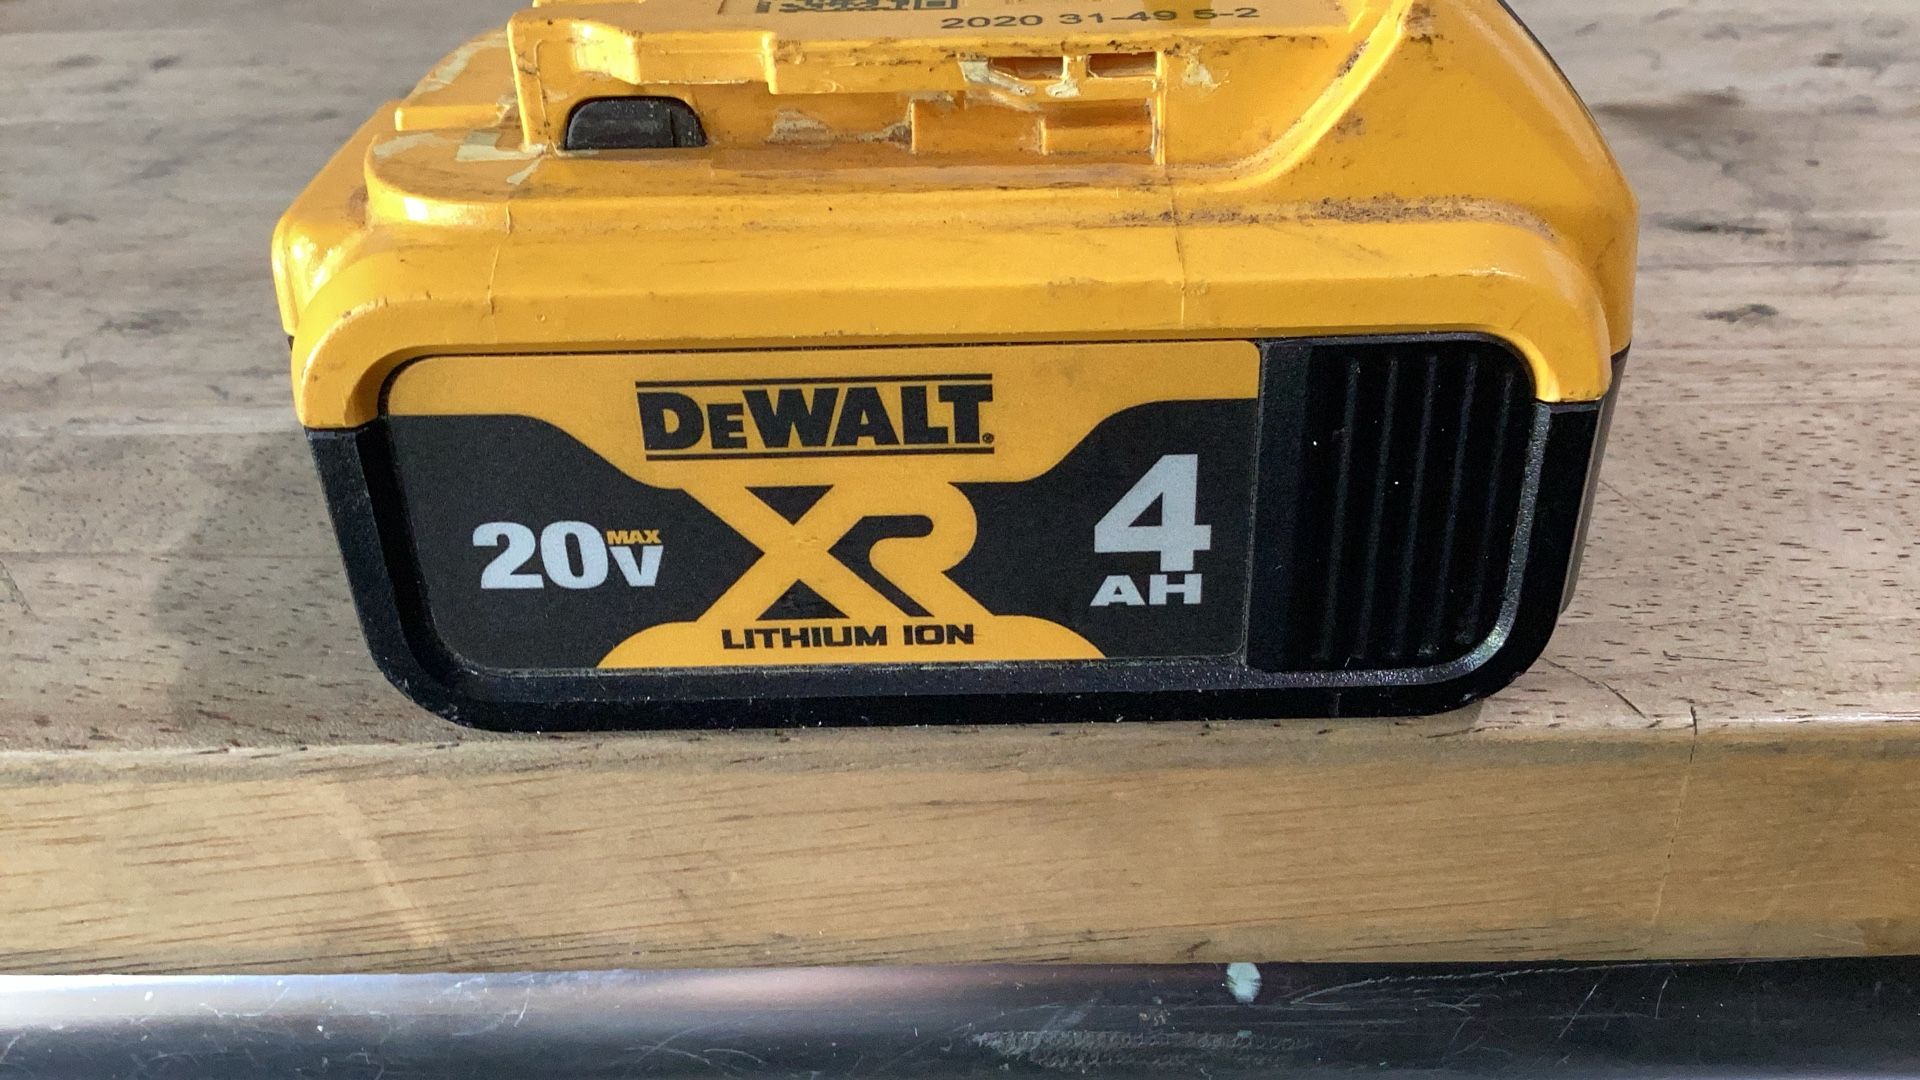 2020 31-49 5-2
DEWALT®
XR
20V MAX
4
AH
LITHIUM ION